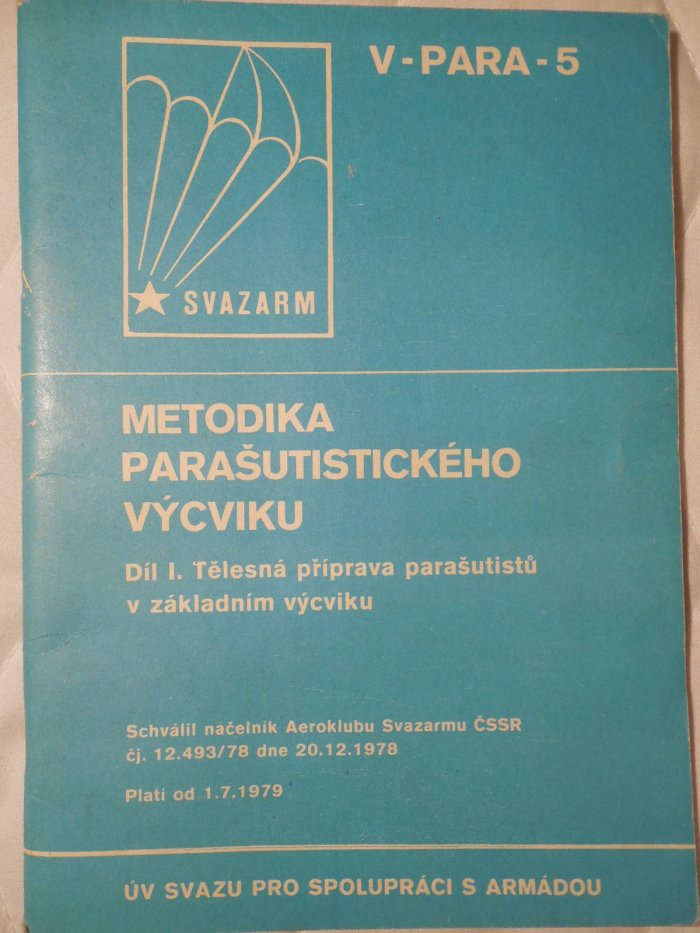 V-PARA-5
SVAZARM
METODIKA
PARAŠUTISTICKÉHO
VÝCVIKU
Díl I. Tělesná příprava parašutistů
v základním výcviku
Schválil náčelník Aeroklubu Svazarmu ČSSR
čj. 12.493/78 dne 20.12.1978
Platí od 1.7.1979
ÚV SVAZU PRO SPOLUPRÁCI S ARMÁDOU